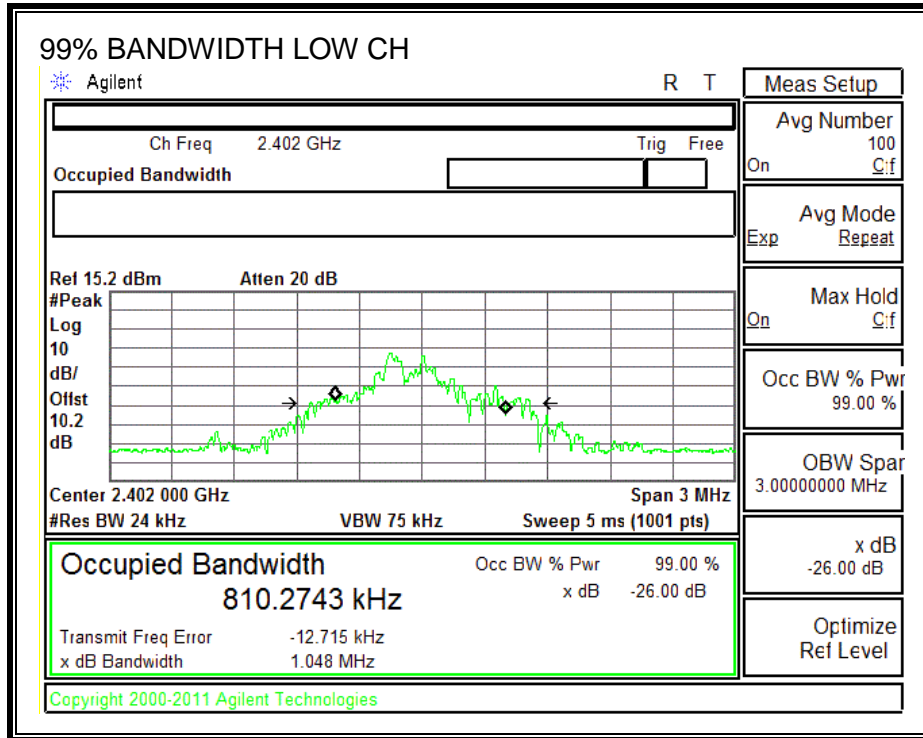 99% BANDWIDTH LOW CH
Agilent R T
Ch Freq 2.402 GHz Trig Free
Occupied Bandwidth
Ref 15.2 dBm Atten 20 dB
#Peak
Log
10
dB/
Offst
10.2
dB
Center 2.402 000 GHz Span 3 MHz
#Res BW 24 kHz VBW 75 kHz Sweep 5 ms (1001 pts)
Occupied Bandwidth
810.2743 kHz
Occ BW % Pwr 99.00 %
x dB -26.00 dB
Transmit Freq Error -12.715 kHz
x dB Bandwidth 1.048 MHz
Copyright 2000-2011 Agilent Technologies
Meas Setup
Avg Number
100
On Off
Avg Mode
Exp Repeat
Max Hold
On Off
Occ BW % Pwr
99.00 %
OBW Span
3.00000000 MHz
x dB
-26.00 dB
Optimize
Ref Level